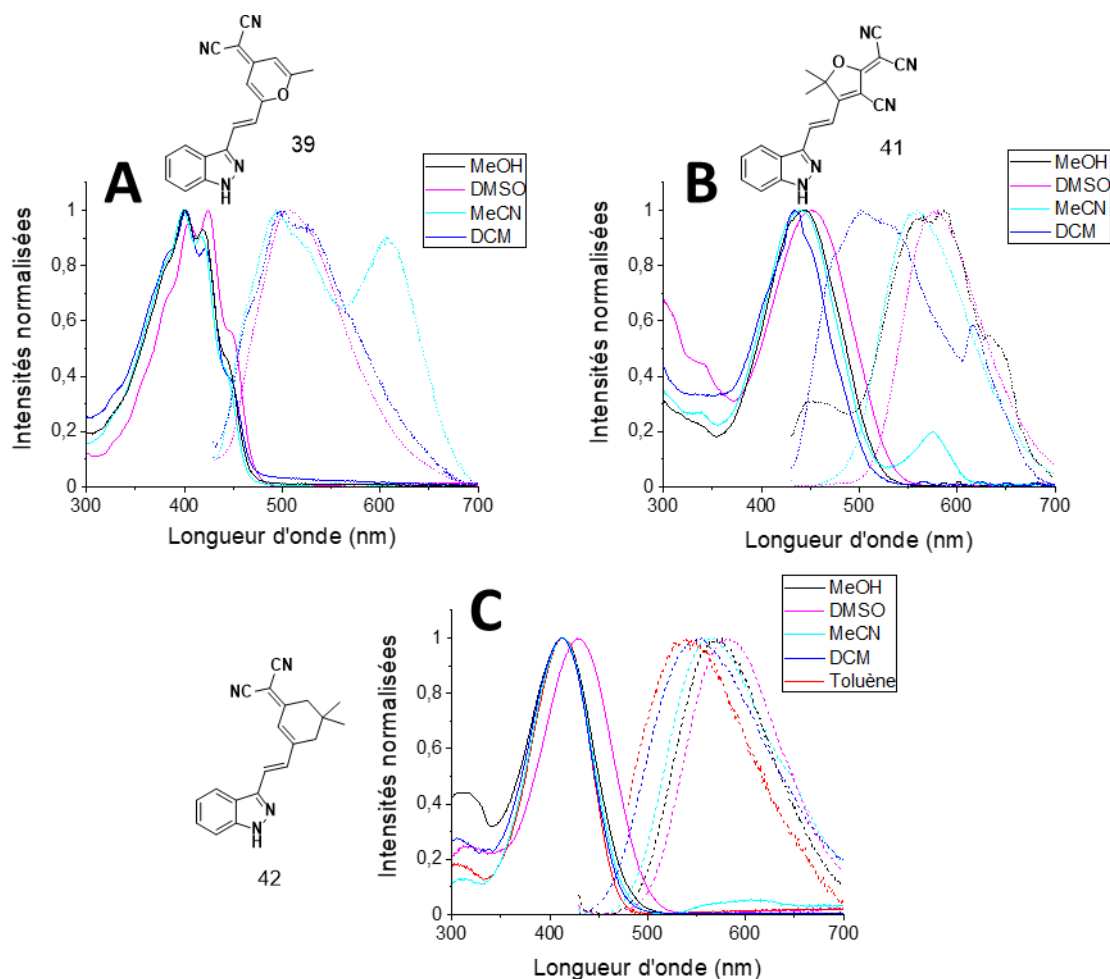 CN
CN
O
39
N
N
H
A
MeOH
DMSO
MeCN
DCM
Intensités normalisées
1
0,8
0,6
0,4
0,2
0
300 400 500 600 700
Longueur d'onde (nm)
CN
O
CN
CN
41
N
N
H
B
MeOH
DMSO
MeCN
DCM
Intensités normalisées
1
0,8
0,6
0,4
0,2
0
300 400 500 600 700
Longueur d'onde (nm)
CN
CN
N
N
H
42
C
MeOH
DMSO
MeCN
DCM
Toluène
Intensités normalisées
1
0,8
0,6
0,4
0,2
0
300 400 500 600 700
Longueur d'onde (nm)